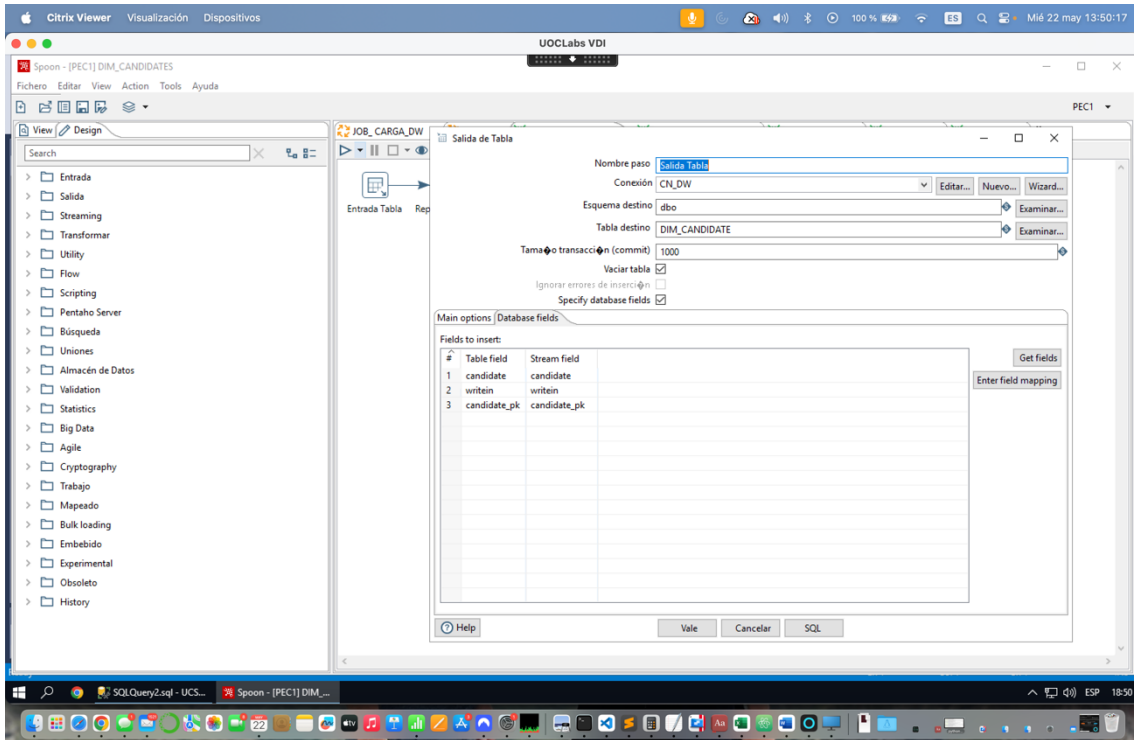 Citrix Viewer Visualización Dispositivos 100 % ES Mié 22 may 13:50:17
UOCLabs VDI
Spoon - [PEC1] DIM_CANDIDATES
Fichero Editar View Action Tools Ayuda
PEC1
View Design
JOB_ CARGA_DW
Search
Entrada
Salida
Streaming
Transformar
Utility
Flow
Scripting
Pentaho Server
Búsqueda
Uniones
Almacén de Datos
Validation
Statistics
Big Data
Agile
Cryptography
Trabajo
Mapeado
Bulk loading
Embebido
Experimental
Obsoleto
History
Entrada Tabla Rep
Salida de Tabla
Nombre paso Salida Tabla
Conexión CN_DW Editar... Nuevo... Wizard...
Esquema destino dbo Examinar...
Tabla destino DIM_CANDIDATE Examinar...
Tama�o transacci�n (commit) 1000
Vaciar tabla
Ignorar errores de inserci�n
Specify database fields
Main options Database fields
Fields to insert:
# Table field Stream field
1 candidate candidate
2 writein writein
3 candidate_pk candidate_pk
Get fields
Enter field mapping
Help Vale Cancelar SQL
SQLQuery2.sql - UCS... Spoon - [PEC1] DIM_... ESP 18:50
22